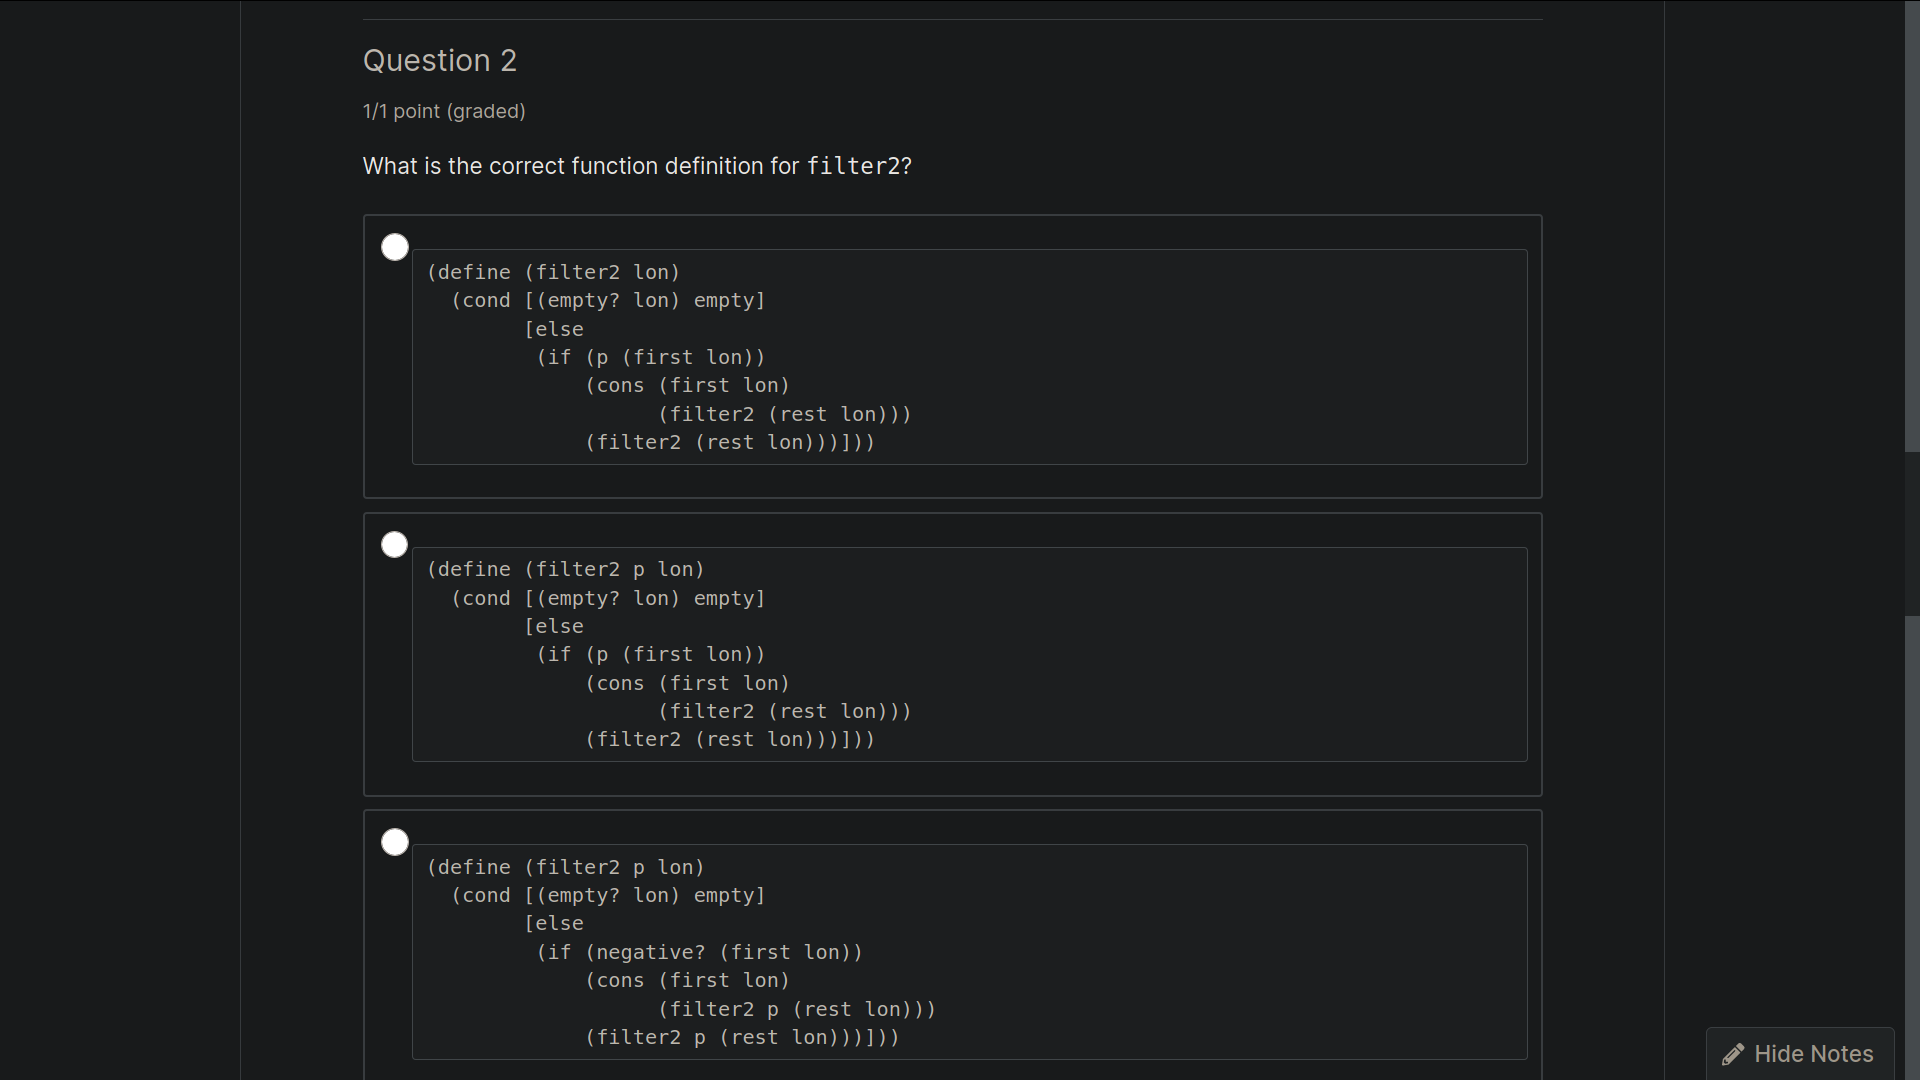 Question 2
1/1 point (graded)
What is the correct function definition for filter2?
(define (filter2 lon)
  (cond [(empty? lon) empty]
        [else
         (if (p (first lon))
             (cons (first lon)
                   (filter2 (rest lon)))
             (filter2 (rest lon)))]))
(define (filter2 p lon)
  (cond [(empty? lon) empty]
        [else
         (if (p (first lon))
             (cons (first lon)
                   (filter2 (rest lon)))
             (filter2 (rest lon)))]))
(define (filter2 p lon)
  (cond [(empty? lon) empty]
        [else
         (if (negative? (first lon))
             (cons (first lon)
                   (filter2 p (rest lon)))
             (filter2 p (rest lon)))]))
Hide Notes